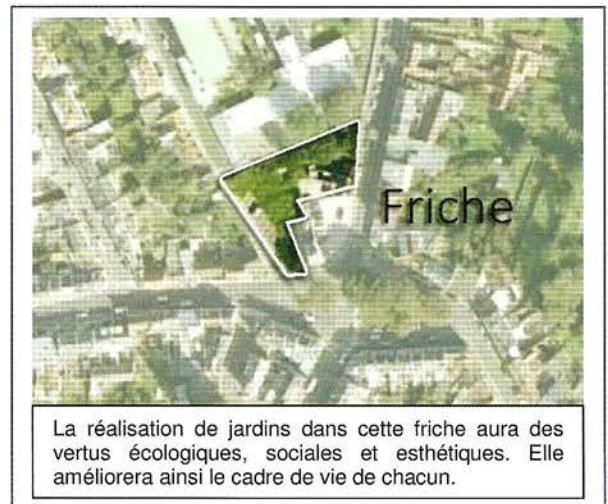 Friche
La réalisation de jardins dans cette friche aura des
vertus écologiques, sociales et esthétiques. Elle
améliorera ainsi le cadre de vie de chacun.